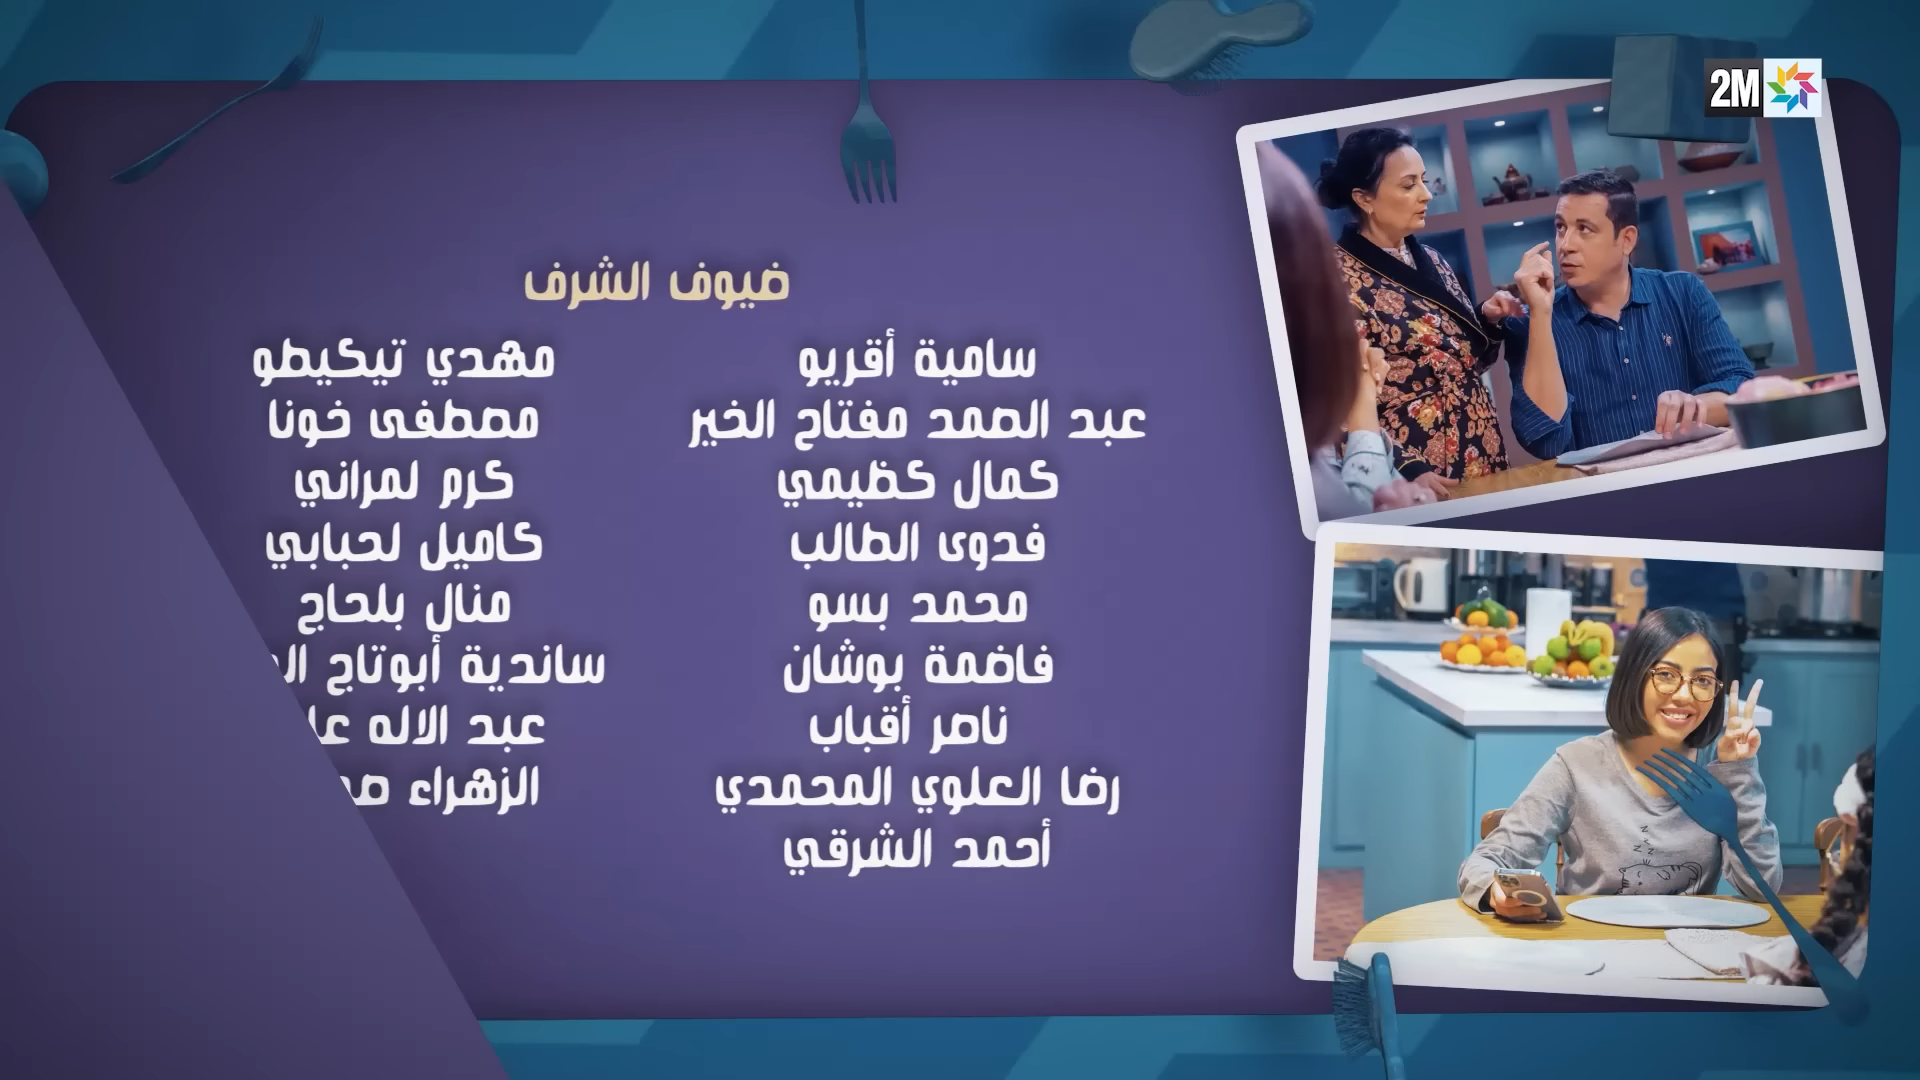 2M
ضيوف الشرف
سامية أقريو
عبد الصمد مفتاح الخير
كمال كظيمي
فدوى الطالب
محمد بسو
فاضمة بوشان
ناصر أقباب
رضا العلوي المحمدي
أحمد الشرقي
مهدي تيكيطو
مصطفى خونا
كرم لمراني
كاميل لحبابي
منال بلحاج
ساندية أبوتاج
عبد الاله
الزهراء